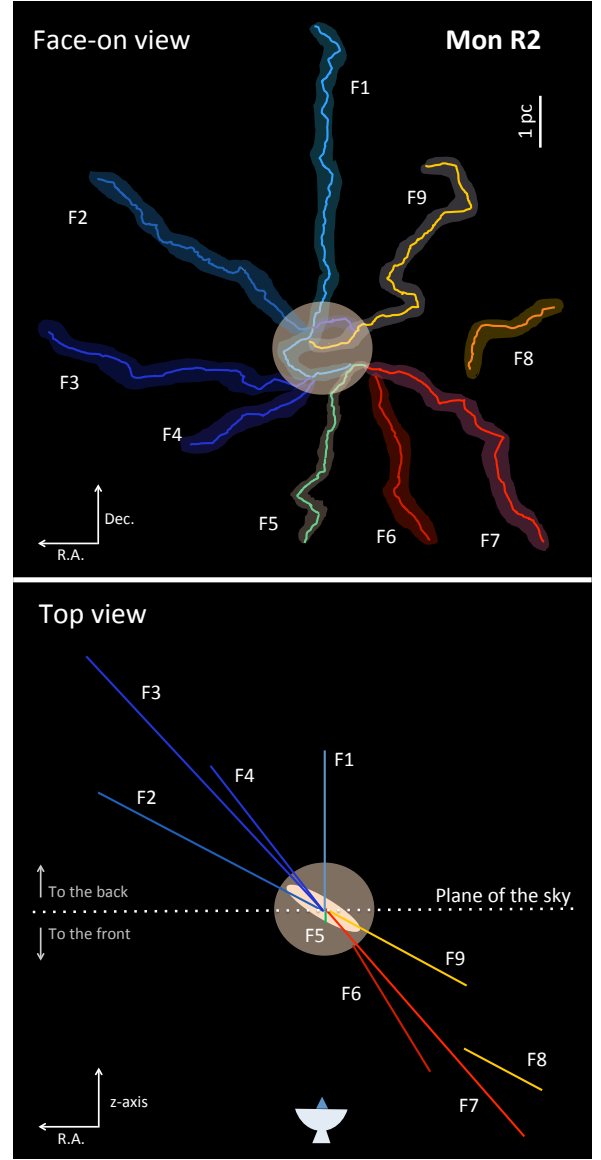 Face-on view
Mon R2
F1
1 pc
F2
F9
F3
F8
F4
F5
F6
F7
Dec.
R.A.
Top view
F3
F4
F1
F2
To the back
Plane of the sky
To the front
F5
F9
F6
F8
F7
z-axis
R.A.